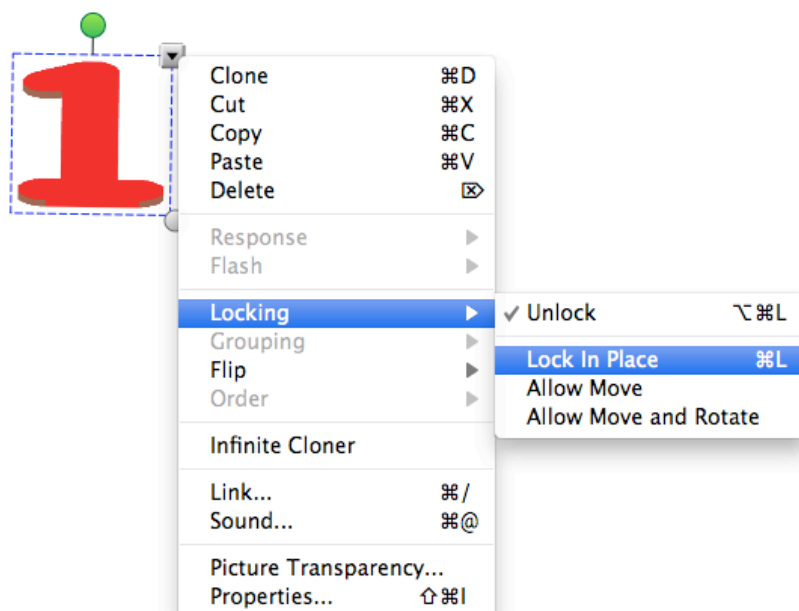 1
Clone ⌘D
Cut ⌘X
Copy ⌘C
Paste ⌘V
Delete ⌦
Response
Flash
Locking
Grouping
Flip
Order
Infinite Cloner
Link... ⌘/
Sound... ⌘@
Picture Transparency...
Properties... ⇧⌘I
✓ Unlock ⌥⌘L
Lock In Place ⌘L
Allow Move
Allow Move and Rotate